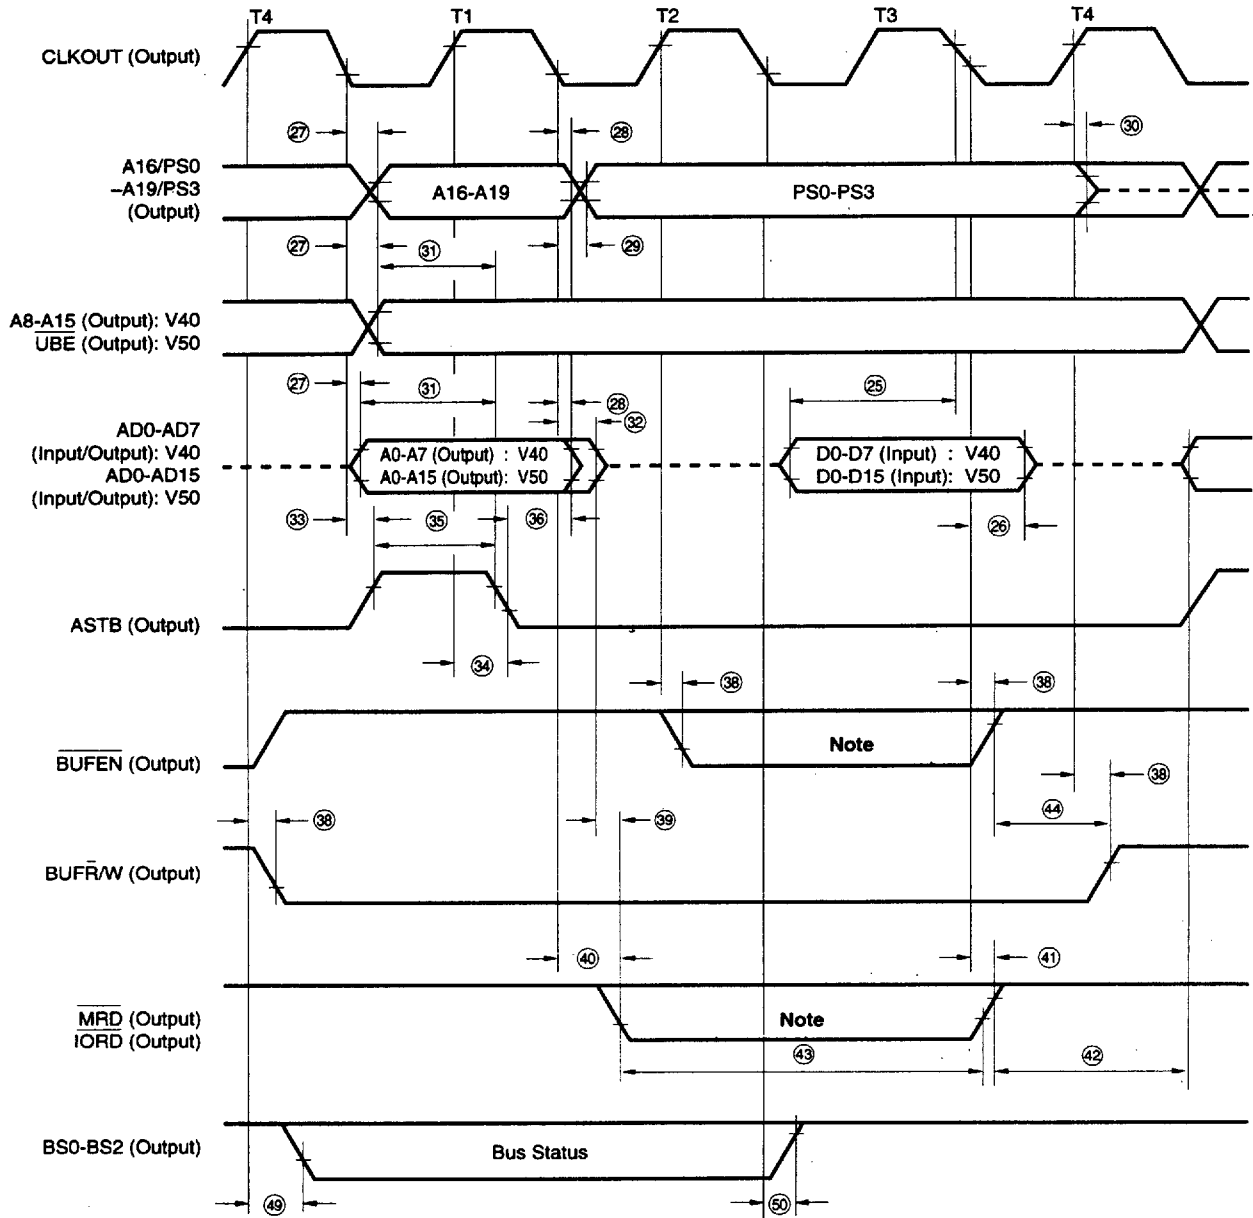 T4 T1 T2 T3 T4
CLKOUT (Output)
27 28 30
A16/PS0
–A19/PS3
(Output)
A16-A19 PS0-PS3
27 31 29
A8-A15 (Output): V40
UBE (Output): V50
27 31 28 25
32
AD0-AD7
(Input/Output): V40
AD0-AD15
(Input/Output): V50
A0-A7 (Output) : V40
A0-A15 (Output): V50
D0-D7 (Input) : V40
D0-D15 (Input): V50
33 35 36 26
ASTB (Output)
34 38 38
BUFEN (Output)
Note
38
44
38 39
BUFR/W (Output)
40 41
MRD (Output)
IORD (Output)
Note
43 42
BS0-BS2 (Output)
Bus Status
49 50